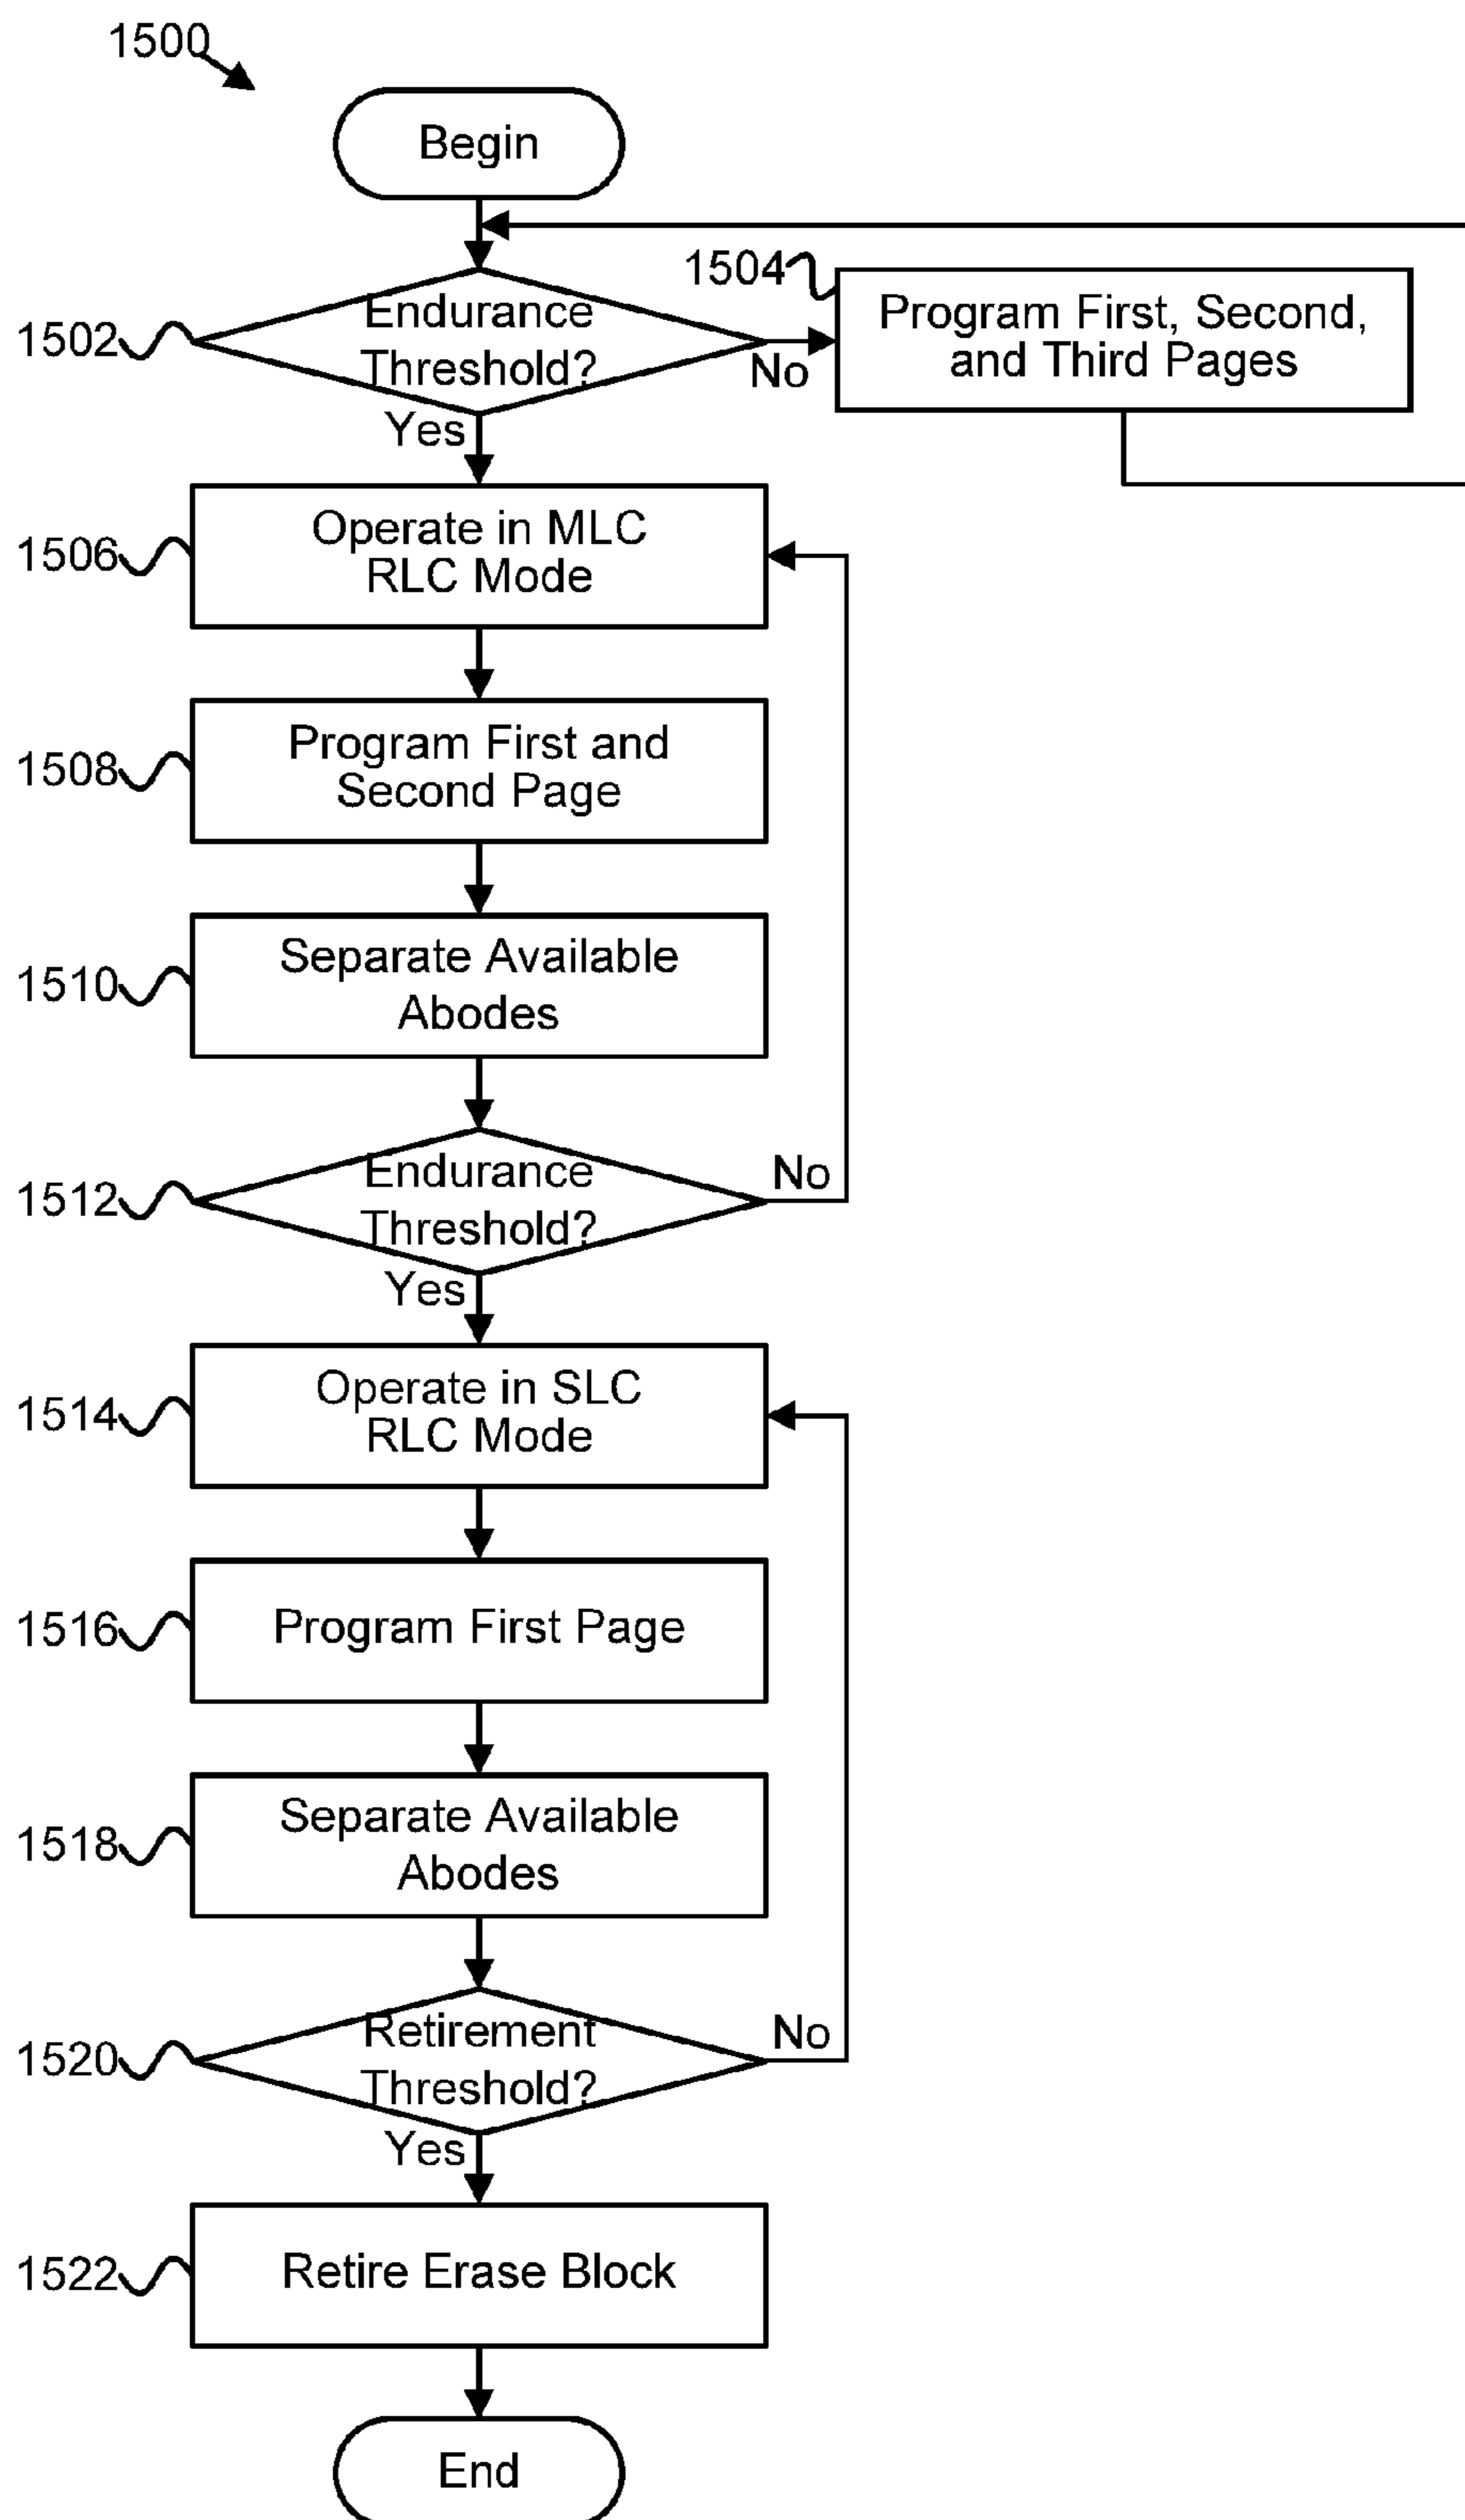 1500
Begin
1502
Endurance
Threshold?
No
Yes
1504
Program First, Second,
and Third Pages
1506
Operate in MLC
RLC Mode
1508
Program First and
Second Page
1510
Separate Available
Abodes
1512
Endurance
Threshold?
No
Yes
1514
Operate in SLC
RLC Mode
1516
Program First Page
1518
Separate Available
Abodes
1520
Retirement
Threshold?
No
Yes
1522
Retire Erase Block
End